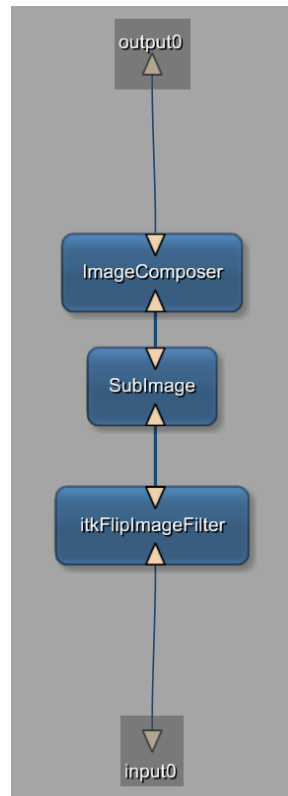 output0
ImageComposer
SubImage
itkFlipImageFilter
input0